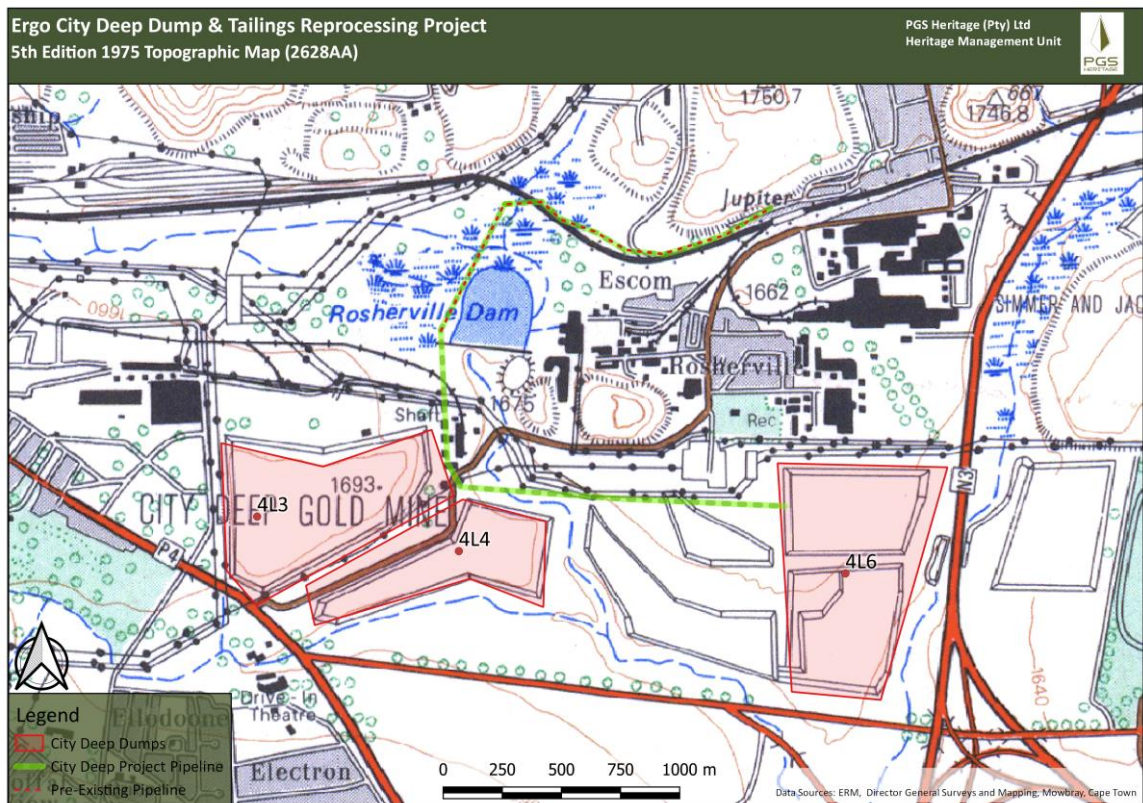 Ergo City Deep Dump & Tailings Reprocessing Project
5th Edition 1975 Topographic Map (2628AA)
PGS Heritage (Pty) Ltd
Heritage Management Unit
PGS
HERITAGE
1750,7
66
1746,8
Jupiter
Escom
1662
Rosherville Dam
SIMMER AND JAC
1660
Rosherville
1675
Shaft
Rec
1693
CITY DEEP GOLD MINE
4L3
4L4
4L6
N3
P4
1640
Drive In
Theatre
Electron
Legend
City Deep Dumps
City Deep Project Pipeline
Pre-Existing Pipeline
0 250 500 750 1000 m
Data Sources: ERM, Director General Surveys and Mapping, Mowbray, Cape Town